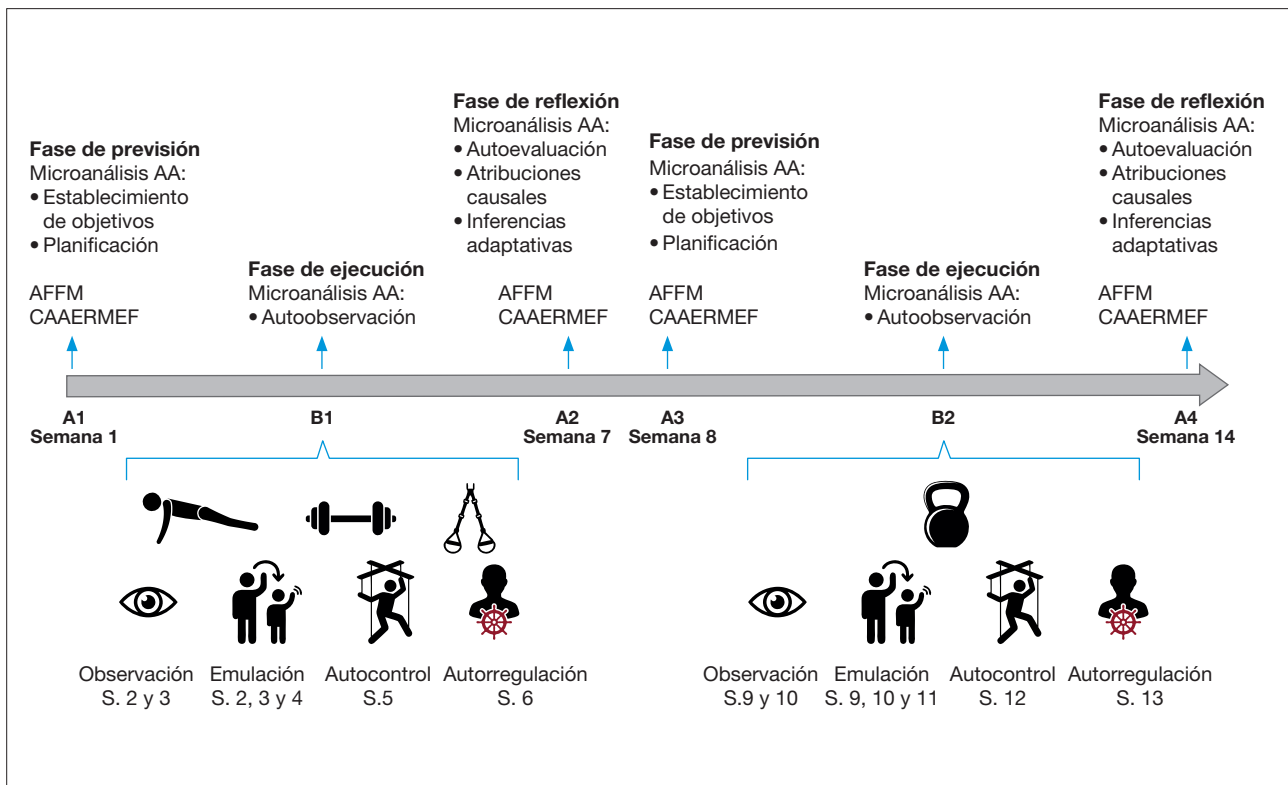 Fase de previsión
Microanálisis AA:
• Establecimiento
de objetivos
• Planificación
AFFM
CAAERMEF
Fase de ejecución
Microanálisis AA:
• Autoobservación
Fase de reflexión
Microanálisis AA:
• Autoevaluación
• Atribuciones
causales
• Inferencias
adaptativas
AFFM
CAAERMEF
Fase de previsión
Microanálisis AA:
• Establecimiento
de objetivos
• Planificación
AFFM
CAAERMEF
Fase de ejecución
Microanálisis AA:
• Autoobservación
Fase de reflexión
Microanálisis AA:
• Autoevaluación
• Atribuciones
causales
• Inferencias
adaptativas
AFFM
CAAERMEF
A1
Semana 1
B1
A2
Semana 7
A3
Semana 8
B2
A4
Semana 14
Observación
S. 2 y 3
Emulación
S. 2, 3 y 4
Autocontrol
S.5
Autorregulación
S. 6
Observación
S.9 y 10
Emulación
S. 9, 10 y 11
Autocontrol
S. 12
Autorregulación
S. 13